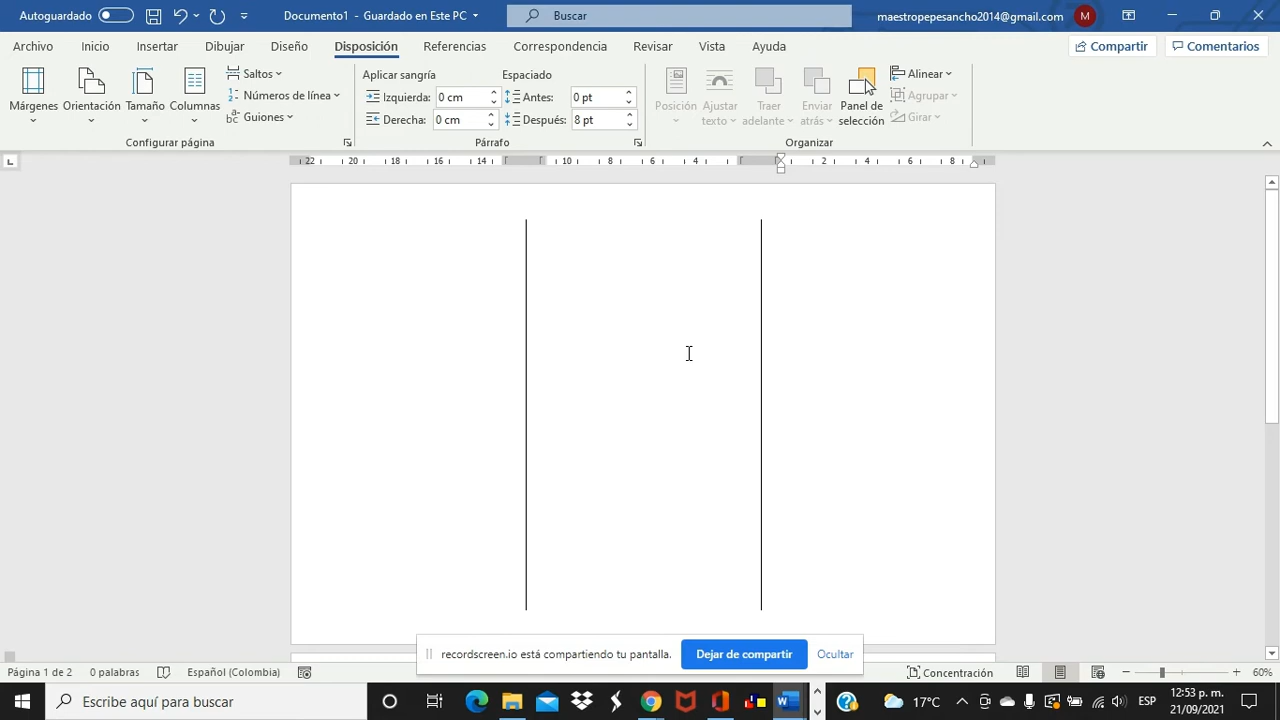 Autoguardado
Documento1 - Guardado en Este PC
Buscar
maestropepesancho2014@gmail.com
M
Archivo Inicio Insertar Dibujar Diseño Disposición Referencias Correspondencia Revisar Vista Ayuda
Compartir Comentarios
Márgenes Orientación Tamaño Columnas
Saltos
Números de línea
Guiones
Configurar página
Aplicar sangría Espaciado
Izquierda: 0 cm Antes: 0 pt
Derecha: 0 cm Después: 8 pt
Párrafo
Posición Ajustar texto Traer adelante Enviar atrás Panel de selección
Alinear
Agrupar
Girar
Organizar
22 20 18 16 14 10 8 6 4 2 4 6 8
recordscreen.io está compartiendo tu pantalla. Dejar de compartir Ocultar
Página 1 de 2 0 palabras Español (Colombia) Concentración 60%
Escribe aquí para buscar
17°C ESP
12:53 p. m.
21/09/2021